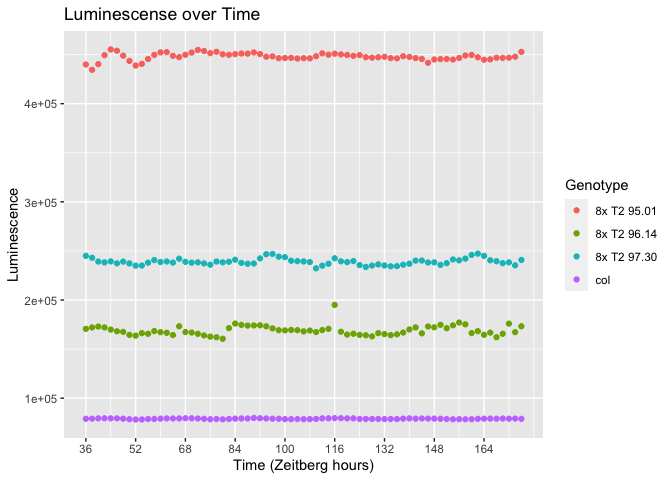 Luminescense over Time
4e+05
3e+05
2e+05
1e+05
Luminescence
36 52 68 84 100 116 132 148 164
Time (Zeitberg hours)
Genotype
8x T2 95.01
8x T2 96.14
8x T2 97.30
col